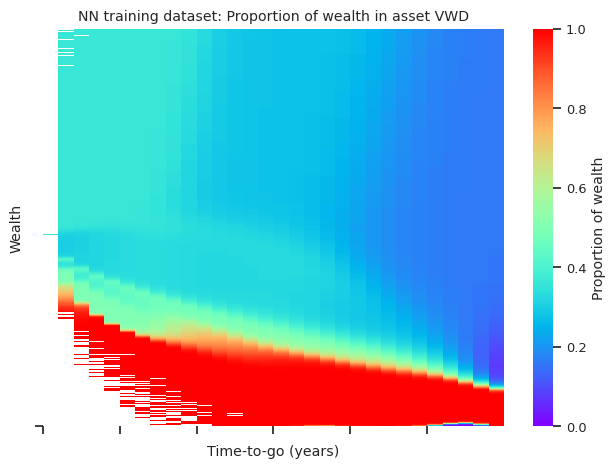 NN training dataset: Proportion of wealth in asset VWD
Wealth
Time-to-go (years)
1.0
0.8
0.6
0.4
0.2
0.0
Proportion of wealth